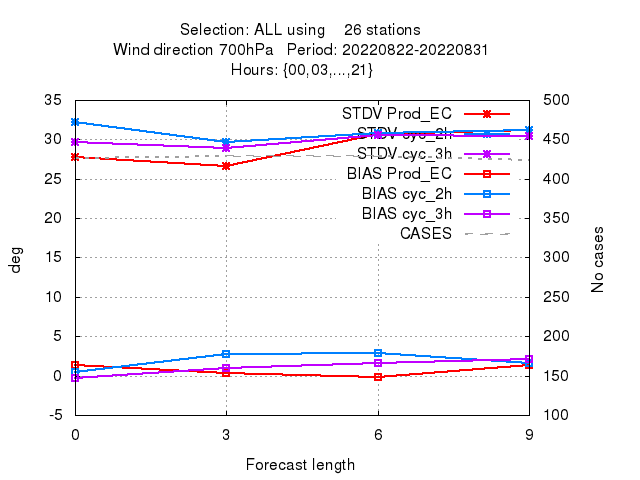 Selection: ALL using 26 stations
Wind direction 700hPa Period: 20220822-20220831
Hours: {00,03,...,21}
35
30
25
20
15
10
5
0
-5
deg
500
450
400
350
300
250
200
150
100
No cases
STDV Prod_EC
STDV cyc_2h
STDV cyc_3h
BIAS Prod_EC
BIAS cyc_2h
BIAS cyc_3h
CASES
0 3 6 9
Forecast length